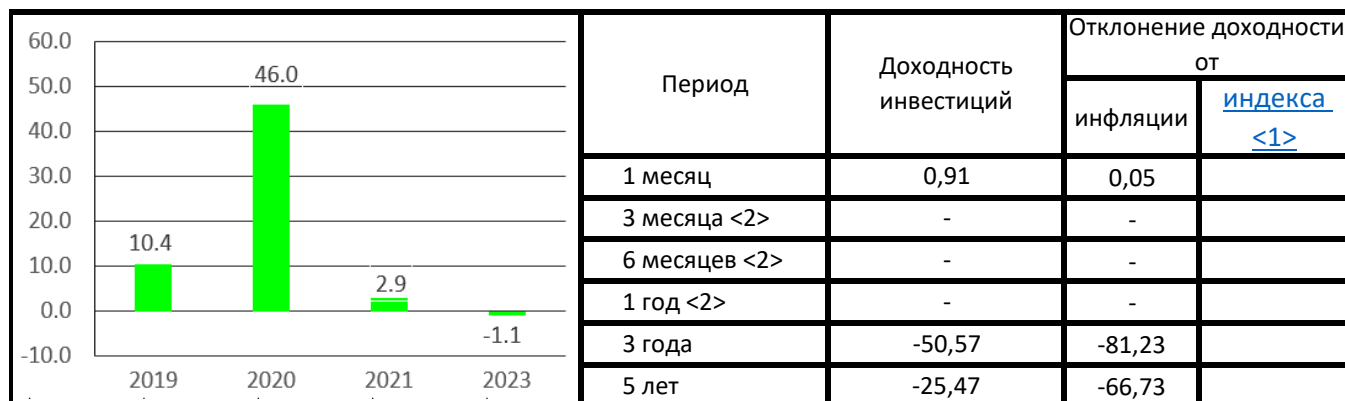 60.0
50.0
40.0
30.0
20.0
10.0
0.0
-10.0
10.4
46.0
2.9
-1.1
2019 2020 2021 2023
Период
Доходность
инвестиций
Отклонение доходности
от
инфляции
индекса
<1>
1 месяц 0,91 0,05
3 месяца <2> - -
6 месяцев <2> - -
1 год <2> - -
3 года -50,57 -81,23
5 лет -25,47 -66,73